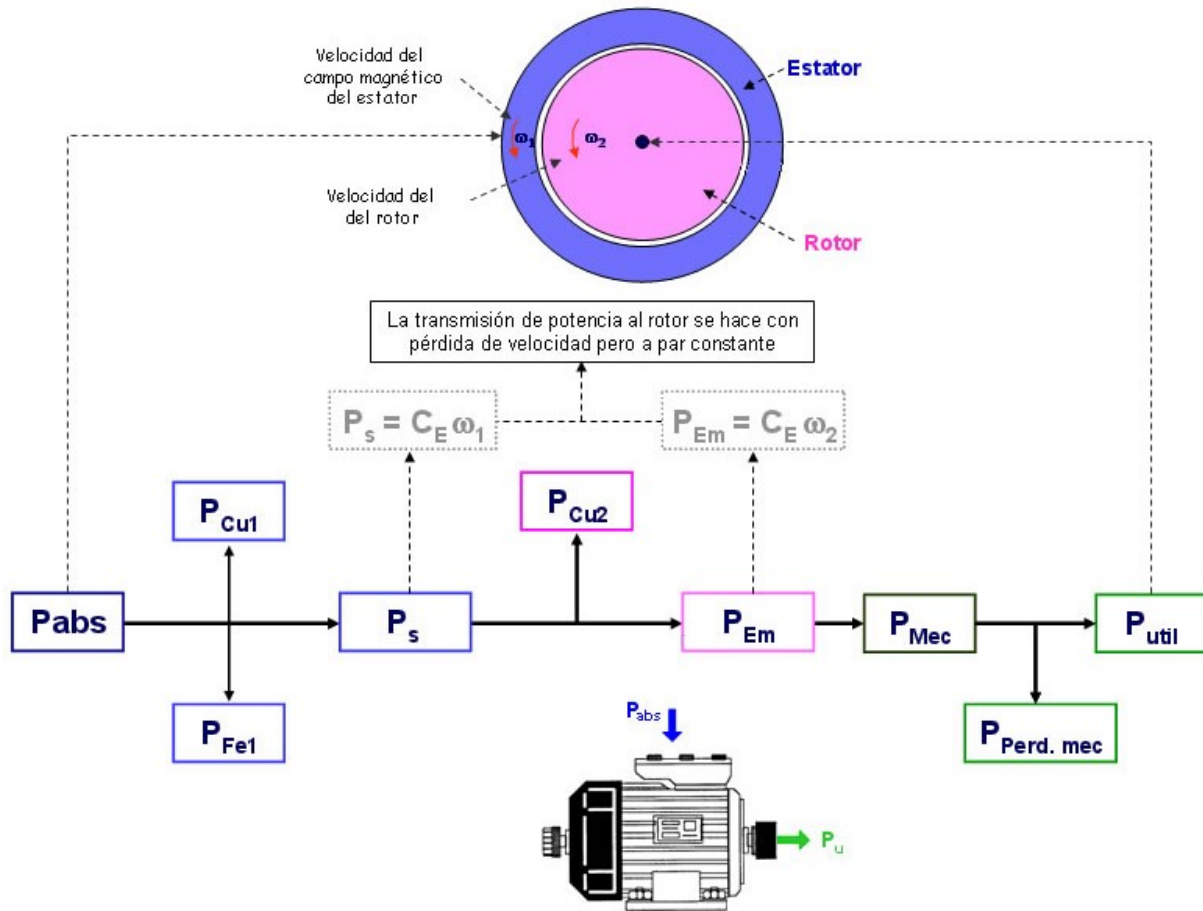 Velocidad del
campo magnético
del estator
Estator
ω1
ω2
Velocidad del
del rotor
Rotor
La transmisión de potencia al rotor se hace con
pérdida de velocidad pero a par constante
Ps = CE ω1
PEm = CE ω2
PCu1
PCu2
Pabs
Ps
PEm
PMec
Putil
PFe1
PPerd. mec
Pabs
Pu